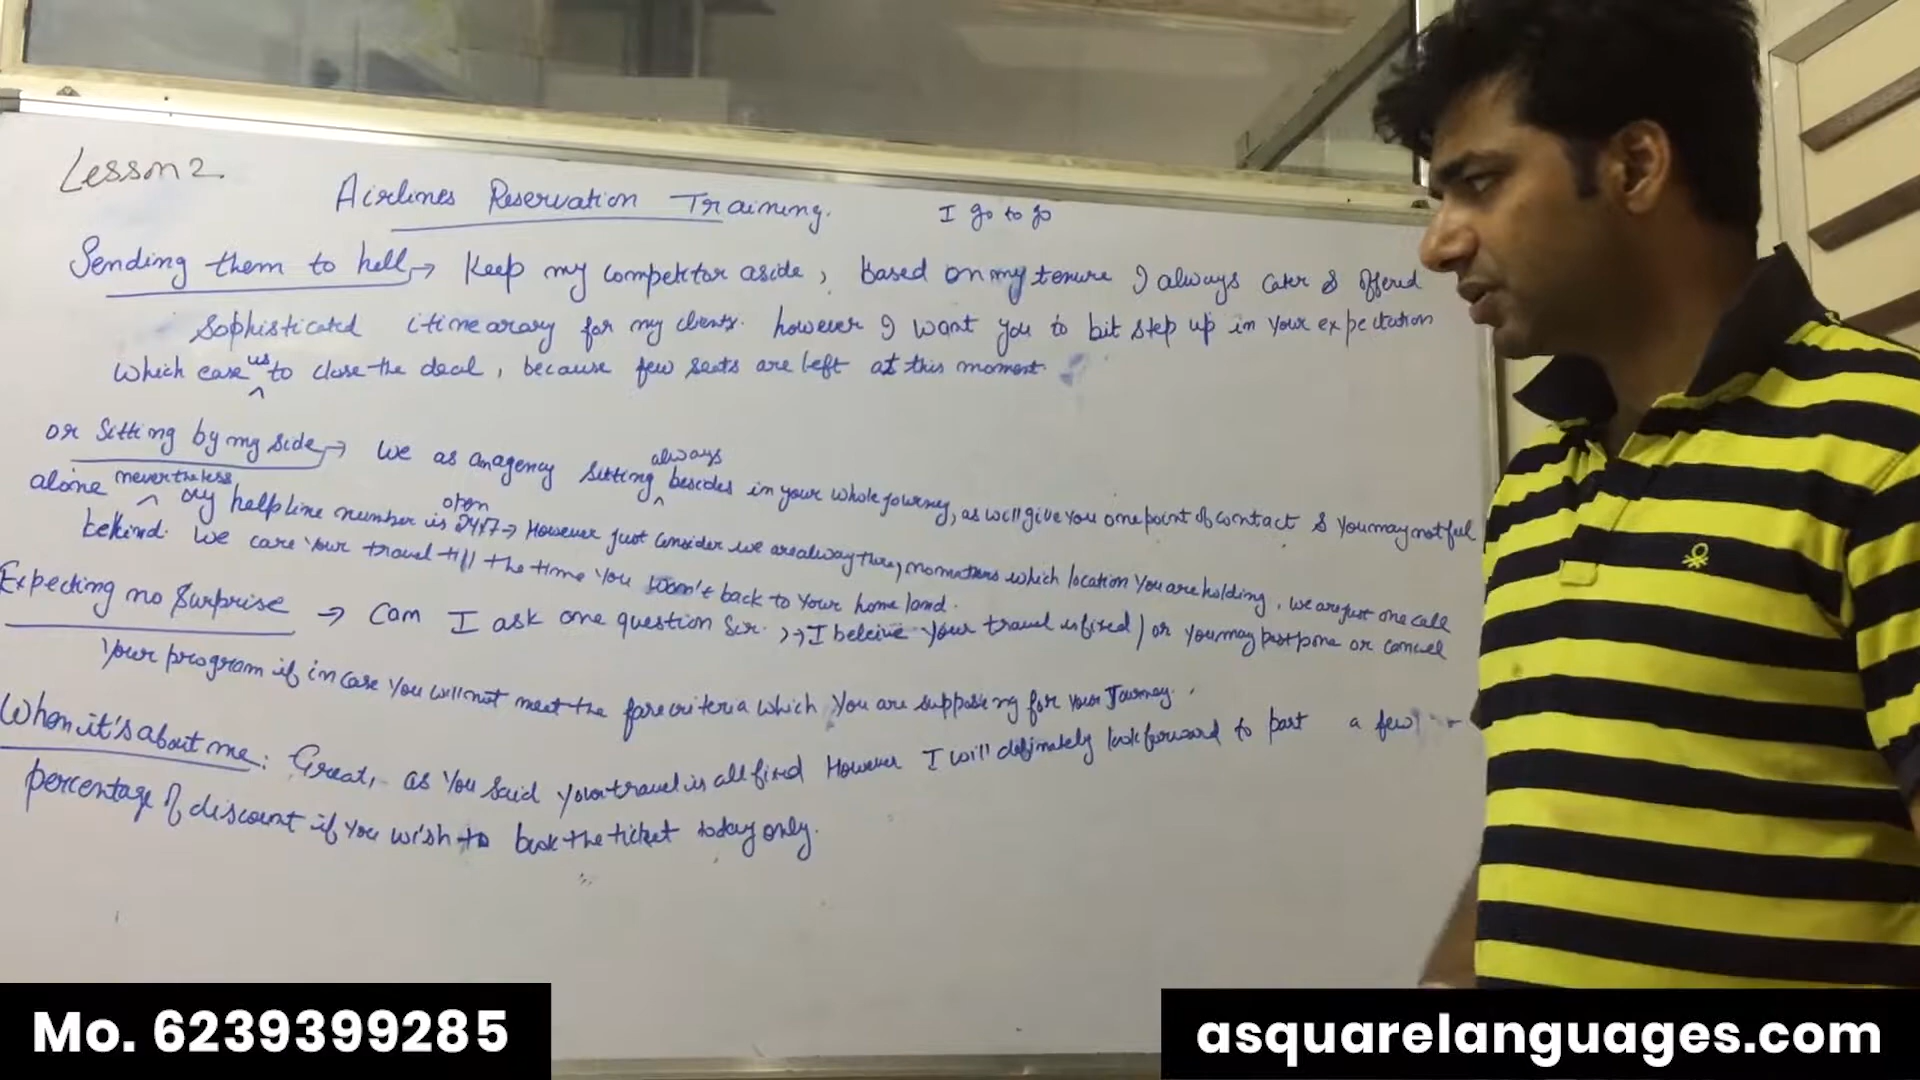 Lesson 2.
Airlines Reservation Training.
I go to go
Sending them to hell → Keep my competitor aside, based on my tenure I always cater & offered
Sophisticated itinearary for my clients. however I want you to bit step up in your expectation
which ease us to close the deal, because few seats are left at this moment.
or Sitting by my side → we as an agency sitting always besides in your whole journey, as we'll give you one point of contact & you may not feel
alone nevertheless my helpline number is open 24x7 → However just consider we are always there, no matters which location you are holding, we are just one call
behind. we care your travel till the time you won't back to your home land.
Expecting no Surprise → Can I ask one question Sir. →→ I beleive your travel is fixed / or you may postpone or cancel
your program if in case you will not meet the fare criteria which you are supposing for your Journey.
When it's about me: Great, as you said your travel is all fixed However I will definately look forward to part a few
percentage of discount if you wish to book the ticket today only.
Mo. 6239399285
asquarelanguages.com